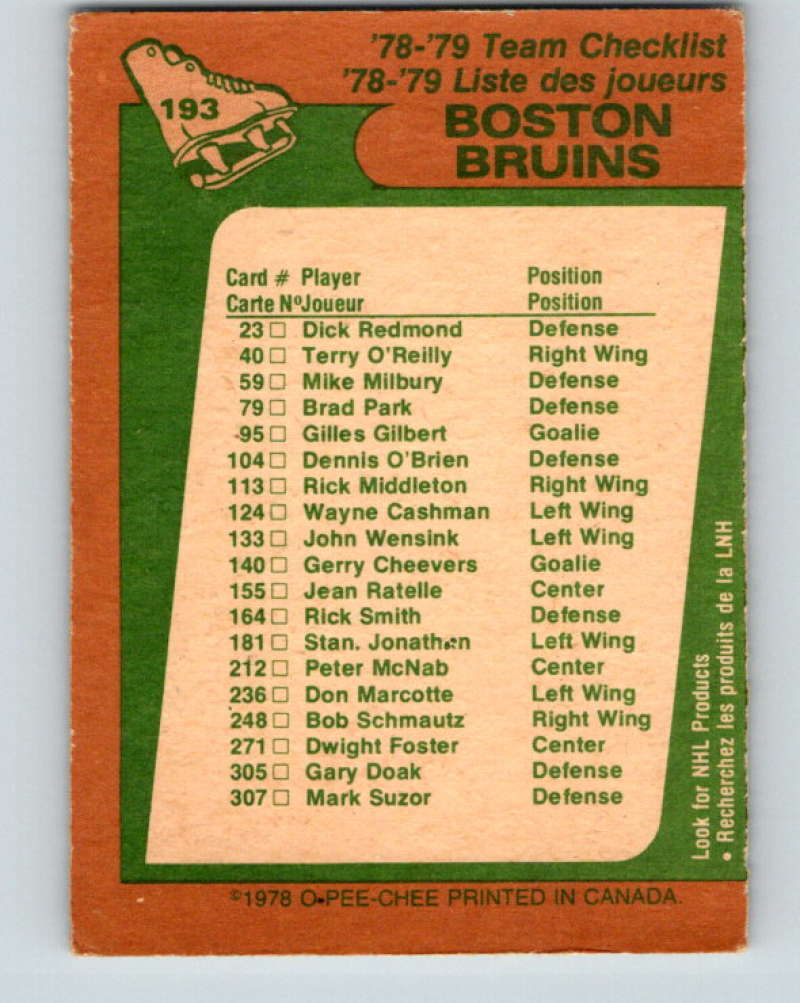 193
'78-'79 Team Checklist
'78-'79 Liste des joueurs
BOSTON
BRUINS
Card # Player Position
Carte Nº Joueur Position
23 □ Dick Redmond Defense
40 □ Terry O'Reilly Right Wing
59 □ Mike Milbury Defense
79 □ Brad Park Defense
95 □ Gilles Gilbert Goalie
104 □ Dennis O'Brien Defense
113 □ Rick Middleton Right Wing
124 □ Wayne Cashman Left Wing
133 □ John Wensink Left Wing
140 □ Gerry Cheevers Goalie
155 □ Jean Ratelle Center
164 □ Rick Smith Defense
181 □ Stan. Jonathan Left Wing
212 □ Peter McNab Center
236 □ Don Marcotte Left Wing
248 □ Bob Schmautz Right Wing
271 □ Dwight Foster Center
305 □ Gary Doak Defense
307 □ Mark Suzor Defense
Look for NHL Products
• Recherchez les produits de la LNH
©1978 O-PEE-CHEE PRINTED IN CANADA.